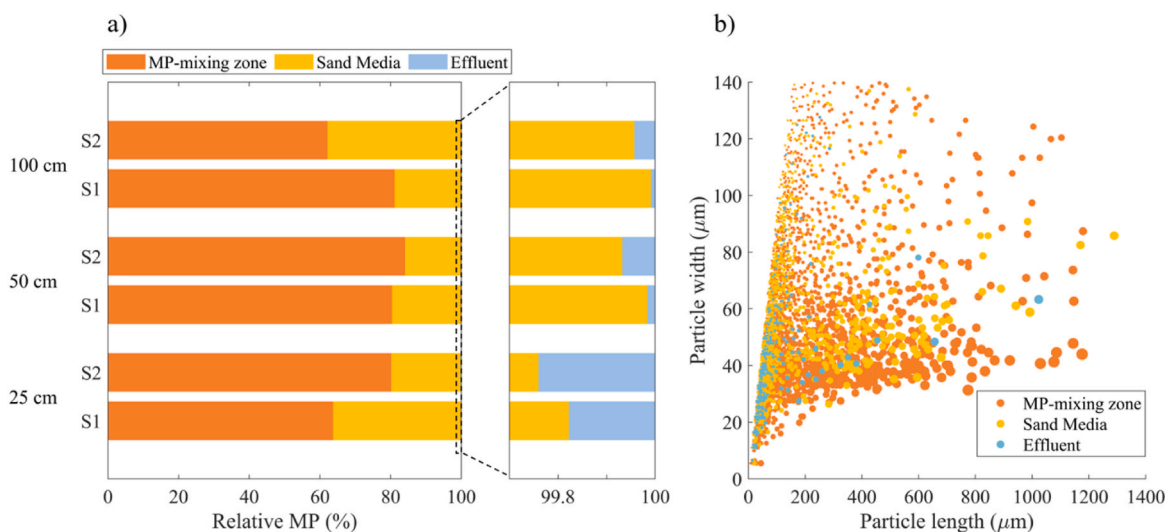 a)
MP-mixing zone Sand Media Effluent
100 cm
S2
S1
50 cm
S2
S1
25 cm
S2
S1
0 20 40 60 80 100
Relative MP (%)
99.8 100
b)
Particle width (μm)
140
120
100
80
60
40
20
0
MP-mixing zone
Sand Media
Effluent
0 200 400 600 800 1000 1200 1400
Particle length (μm)